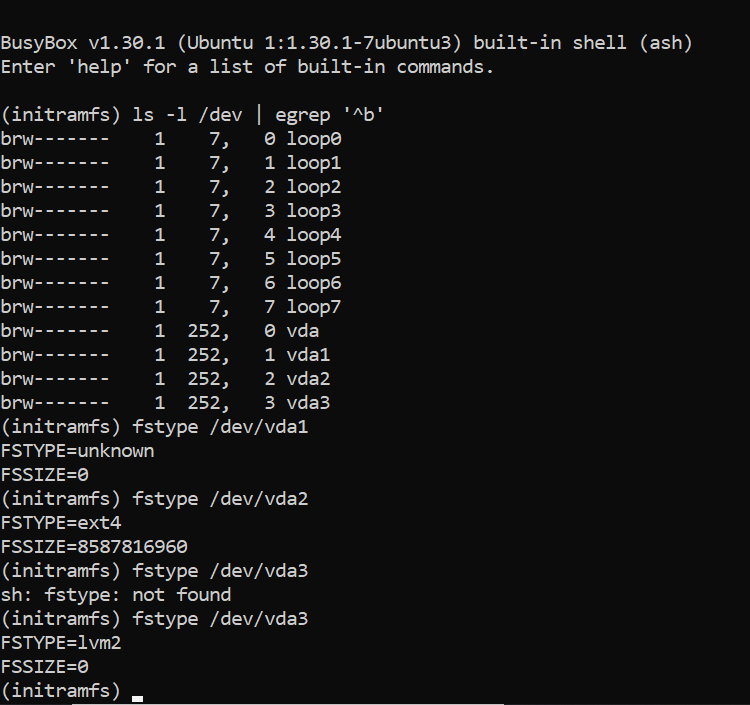 BusyBox v1.30.1 (Ubuntu 1:1.30.1-7ubuntu3) built-in shell (ash)
Enter 'help' for a list of built-in commands.

(initramfs) ls -l /dev | egrep '^b'
brw-------    1    7,   0 loop0
brw-------    1    7,   1 loop1
brw-------    1    7,   2 loop2
brw-------    1    7,   3 loop3
brw-------    1    7,   4 loop4
brw-------    1    7,   5 loop5
brw-------    1    7,   6 loop6
brw-------    1    7,   7 loop7
brw-------    1  252,   0 vda
brw-------    1  252,   1 vda1
brw-------    1  252,   2 vda2
brw-------    1  252,   3 vda3
(initramfs) fstype /dev/vda1
FSTYPE=unknown
FSSIZE=0
(initramfs) fstype /dev/vda2
FSTYPE=ext4
FSSIZE=8587816960
(initramfs) fstype /dev/vda3
sh: fstype: not found
(initramfs) fstype /dev/vda3
FSTYPE=lvm2
FSSIZE=0
(initramfs)